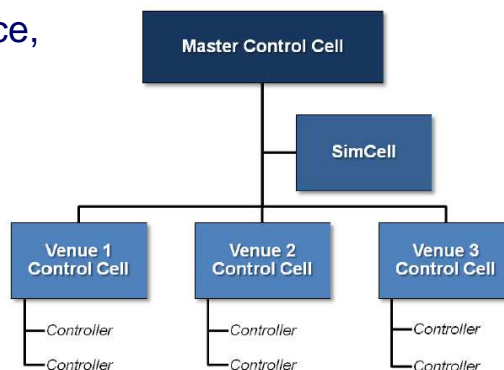 ce,
Master Control Cell
SimCell
Venue 1
Control Cell
Venue 2
Control Cell
Venue 3
Control Cell
Controller
Controller
Controller
Controller
Controller
Controller